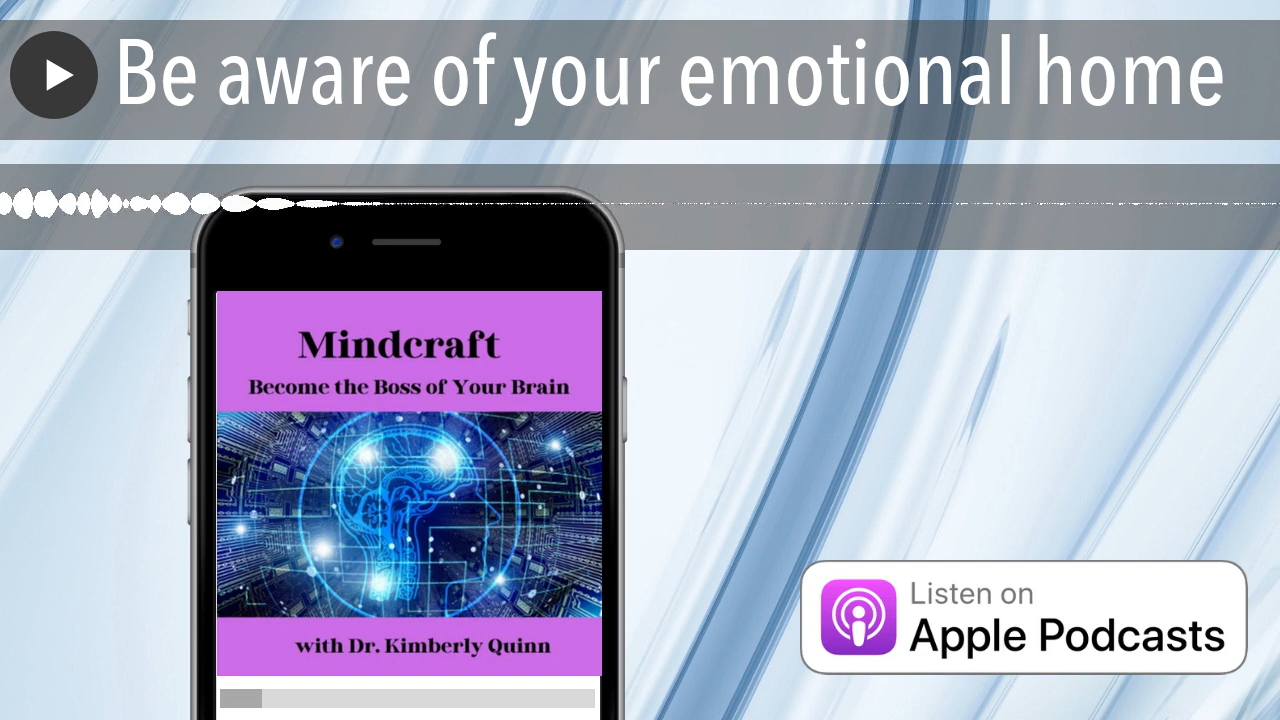 Be aware of your emotional home
Mindcraft
Become the Boss of Your Brain
with Dr. Kimberly Quinn
Listen on
Apple Podcasts